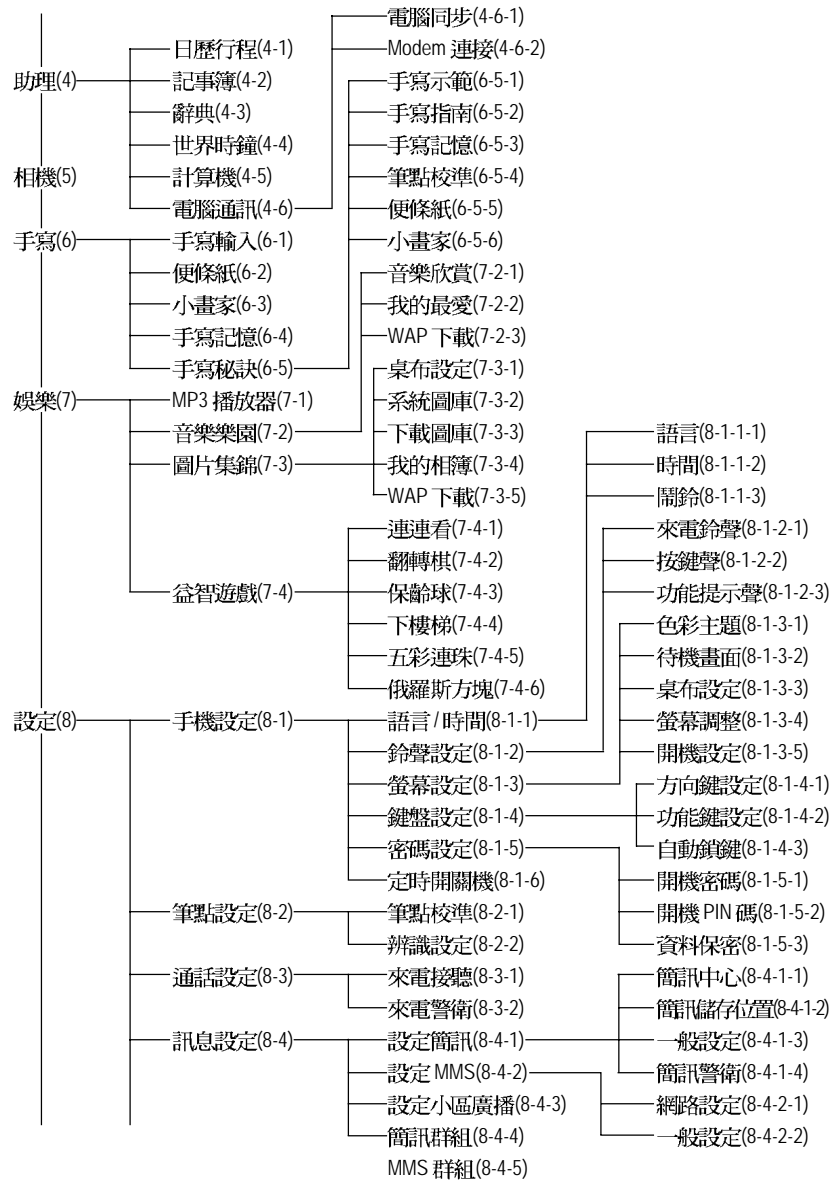 電腦同步(4-6-1)
日歷行程(4-1) Modem 連接(4-6-2)
助理(4) 記事簿(4-2) 手寫示範(6-5-1)
辭典(4-3) 手寫指南(6-5-2)
世界時鐘(4-4) 手寫記憶(6-5-3)
相機(5) 計算機(4-5) 筆點校準(6-5-4)
電腦通訊(4-6) 便條紙(6-5-5)
手寫(6) 手寫輸入(6-1) 小畫家(6-5-6)
便條紙(6-2) 音樂欣賞(7-2-1)
小畫家(6-3) 我的最愛(7-2-2)
手寫記憶(6-4) WAP 下載(7-2-3)
手寫秘訣(6-5) 桌布設定(7-3-1)
娛樂(7) MP3 播放器(7-1) 系統圖庫(7-3-2)
音樂樂園(7-2) 下載圖庫(7-3-3) 語言(8-1-1-1)
圖片集錦(7-3) 我的相簿(7-3-4) 時間(8-1-1-2)
WAP 下載(7-3-5) 鬧鈴(8-1-1-3)
連連看(7-4-1) 來電鈴聲(8-1-2-1)
翻轉棋(7-4-2) 按鍵聲(8-1-2-2)
益智遊戲(7-4) 保齡球(7-4-3) 功能提示聲(8-1-2-3)
下樓梯(7-4-4) 色彩主題(8-1-3-1)
五彩連珠(7-4-5) 待機畫面(8-1-3-2)
俄羅斯方塊(7-4-6) 桌布設定(8-1-3-3)
設定(8) 手機設定(8-1) 語言/時間(8-1-1) 螢幕調整(8-1-3-4)
鈴聲設定(8-1-2) 開機設定(8-1-3-5)
螢幕設定(8-1-3) 方向鍵設定(8-1-4-1)
鍵盤設定(8-1-4) 功能鍵設定(8-1-4-2)
密碼設定(8-1-5) 自動鎖鍵(8-1-4-3)
定時開關機(8-1-6) 開機密碼(8-1-5-1)
筆點設定(8-2) 筆點校準(8-2-1) 開機 PIN 碼(8-1-5-2)
辨識設定(8-2-2) 資料保密(8-1-5-3)
通話設定(8-3) 來電接聽(8-3-1) 簡訊中心(8-4-1-1)
來電警衛(8-3-2) 簡訊儲存位置(8-4-1-2)
訊息設定(8-4) 設定簡訊(8-4-1) 一般設定(8-4-1-3)
設定 MMS(8-4-2) 簡訊警衛(8-4-1-4)
設定小區廣播(8-4-3) 網路設定(8-4-2-1)
簡訊群組(8-4-4) 一般設定(8-4-2-2)
MMS 群組(8-4-5)